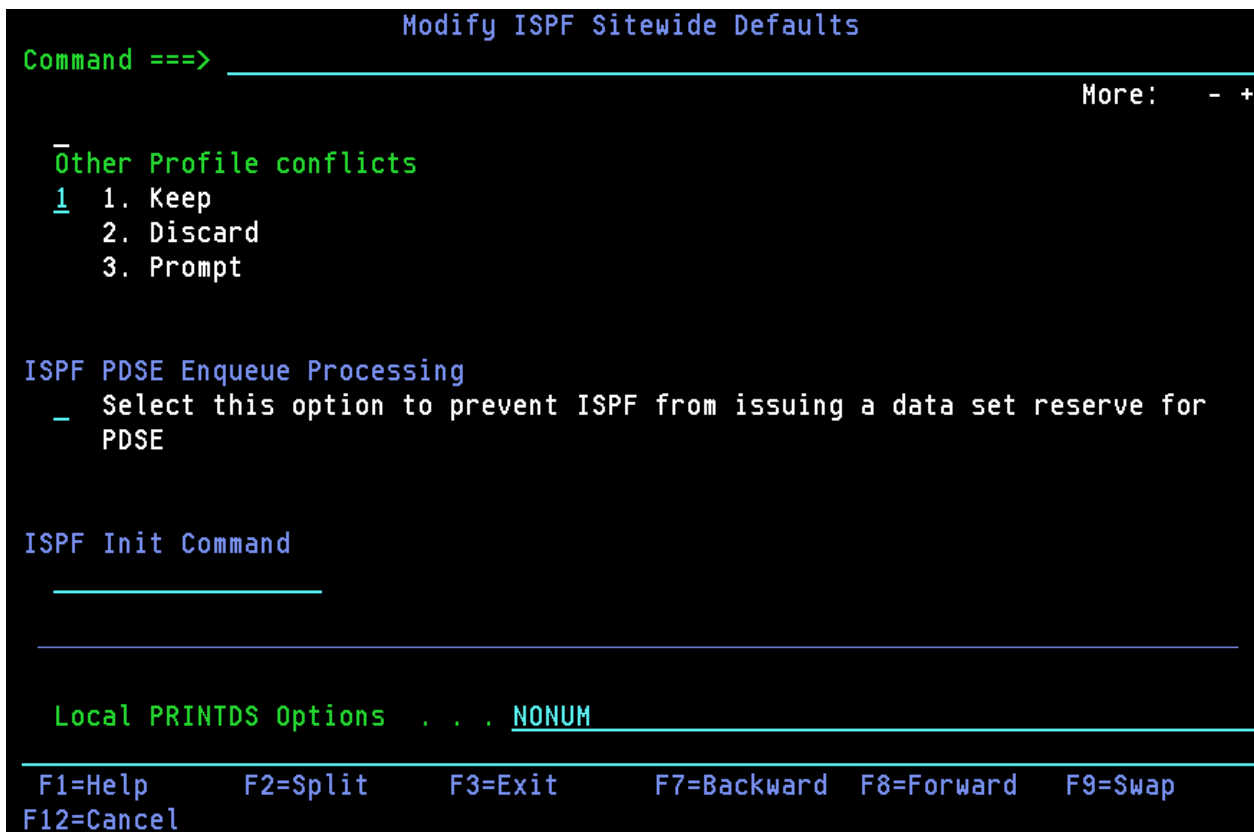 Modify ISPF Sitewide Defaults
Command ===>
More: - +
Other Profile conflicts
1 1. Keep
2. Discard
3. Prompt
ISPF PDSE Enqueue Processing
Select this option to prevent ISPF from issuing a data set reserve for
PDSE
ISPF Init Command
Local PRINTDS Options . . . NONUM
F1=Help F2=Split F3=Exit F7=Backward F8=Forward F9=Swap
F12=Cancel